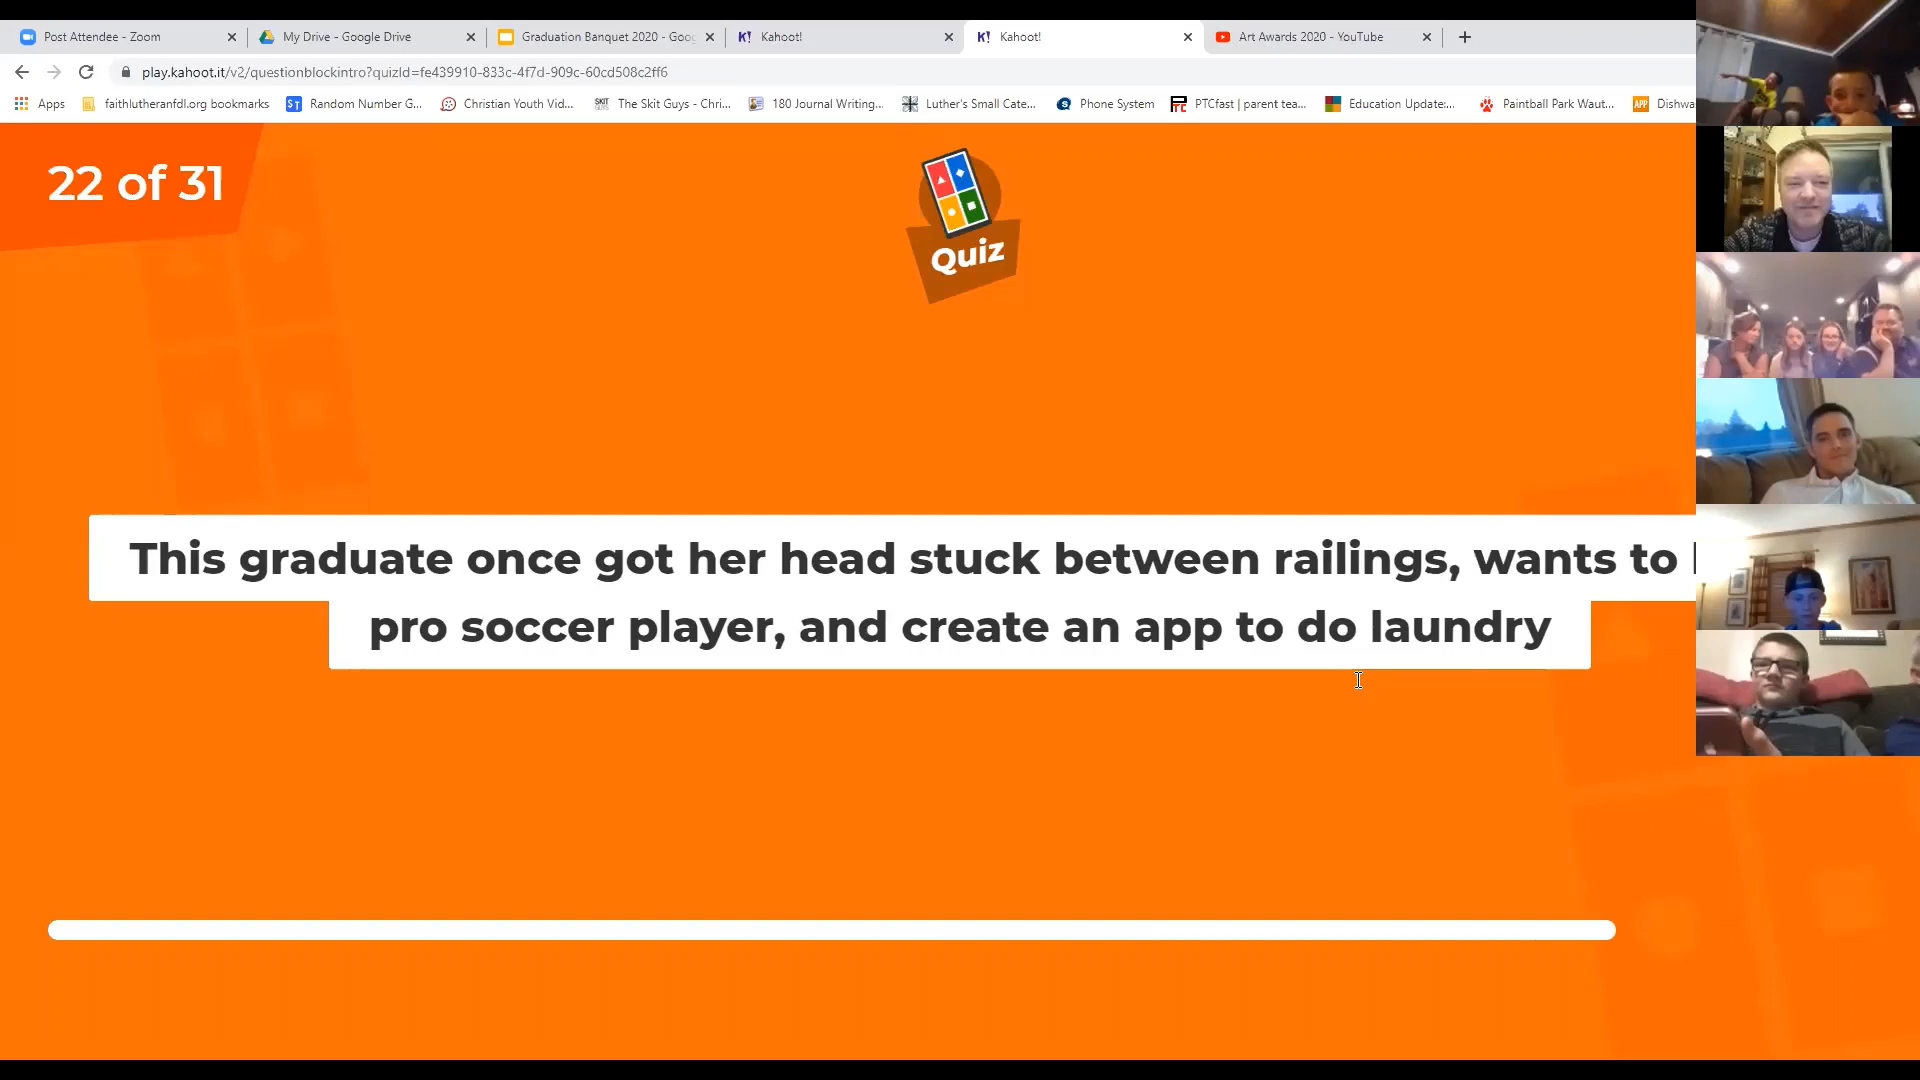 Post Attendee - Zoom
My Drive - Google Drive
Graduation Banquet 2020 - Goog
Kahoot!
Kahoot!
Art Awards 2020 - YouTube
play.kahoot.it/v2/questionblockintro?quizId=fe439910-833c-4f7d-909c-60cd508c2ff6
Apps
faithlutheranfdl.org bookmarks
Random Number G...
Christian Youth Vid...
The Skit Guys - Chri...
180 Journal Writing...
Luther's Small Cate...
Phone System
PTCfast | parent tea...
Education Update:...
Paintball Park Waut...
Dishwa
22 of 31
Quiz
This graduate once got her head stuck between railings, wants to
pro soccer player, and create an app to do laundry